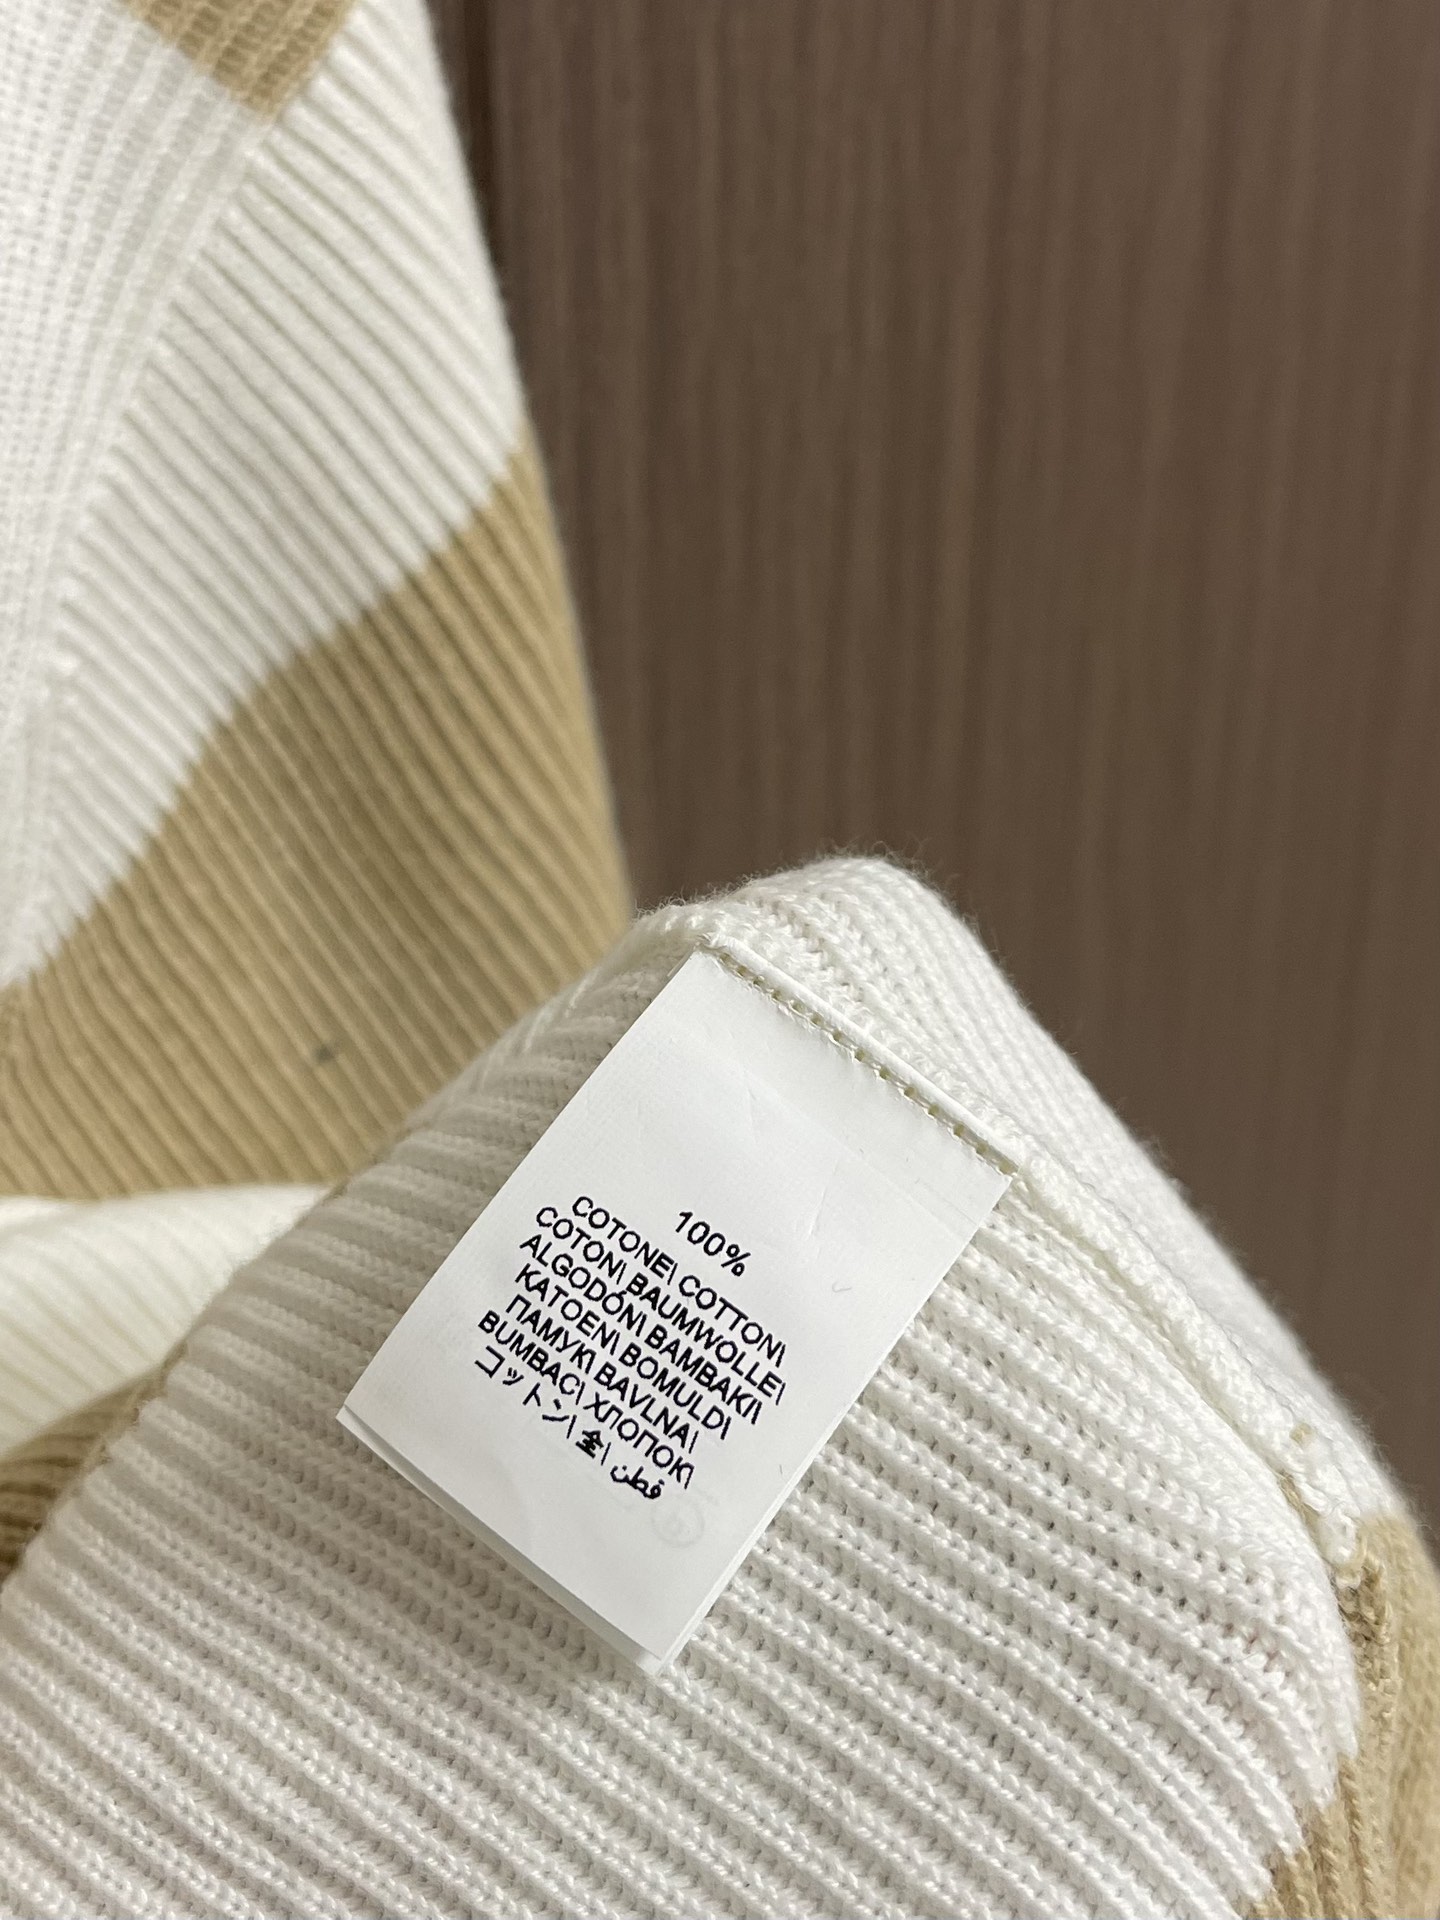 100%
COTONE\ COTTON\
COTON\ BAUMWOLLE\
ALGODÓN\ BAMBAKI\
KATOEN\ BOMULD\
ПАМУК\ BAVLNA\
BUMBAC\ ХЛОПОК\
コットン\ 全\ قطن